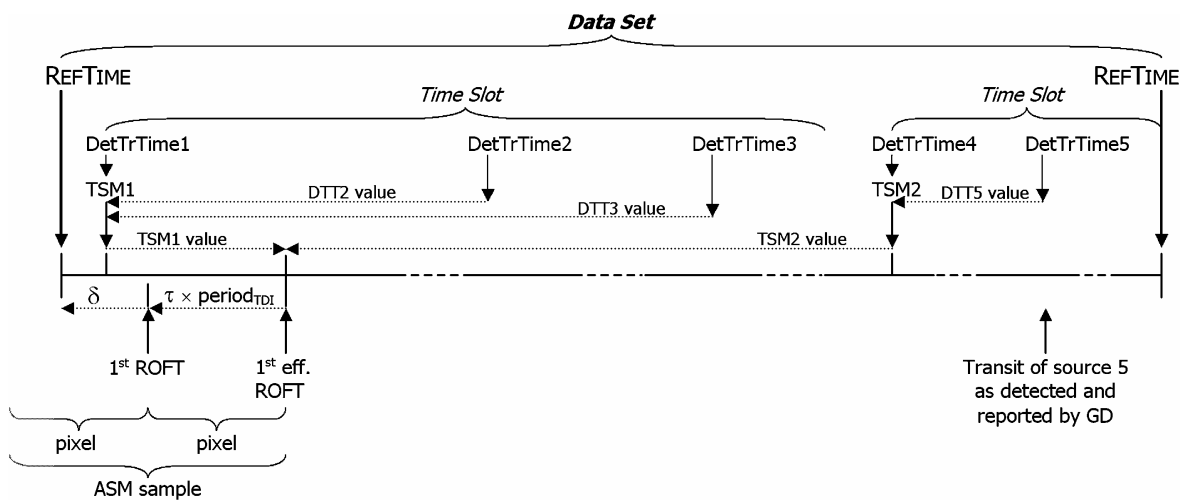 Data Set
REFTIME
REFTIME
Time Slot
Time Slot
DetTrTime1
DetTrTime2
DetTrTime3
DetTrTime4
DetTrTime5
TSM1
TSM2
DTT2 value
DTT5 value
DTT3 value
TSM1 value
TSM2 value
δ
τ × periodTDI
1st ROFT
1st eff.
ROFT
Transit of source 5
as detected and
reported by GD
pixel
pixel
ASM sample